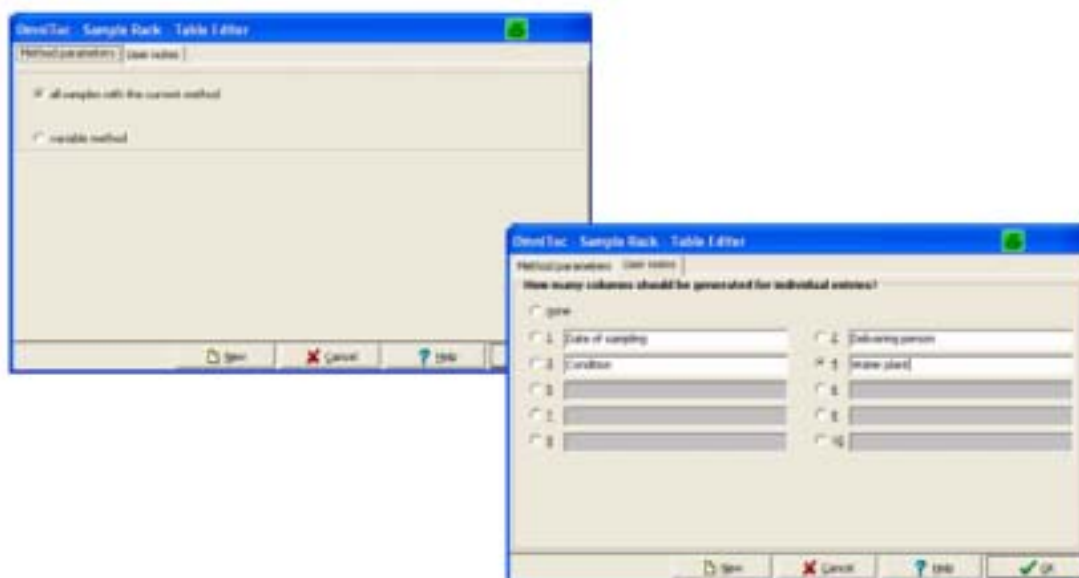 OmniTac Sample Rack Table Editor
Method parameters User notes
all samples with the current method
variable method
New Cancel Help
OmniTac Sample Rack Table Editor
Method parameters User notes
How many columns should be generated for individual entries?
none
1 Date of sampling 2 Delivering person
3 Condition 4 Water plant
5 6
7 8
9 10
New Cancel Help OK